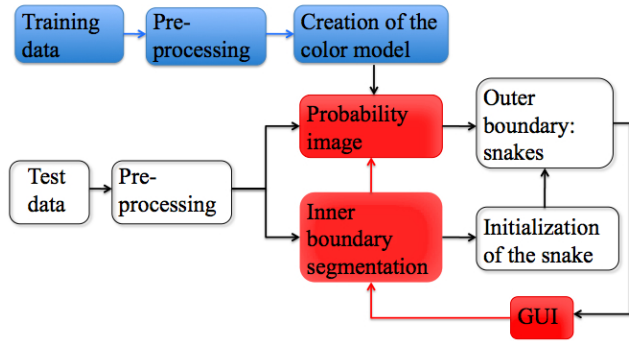 Training
data
Pre-
processing
Creation of the
color model
Probability
image
Outer
boundary:
snakes
Test
data
Pre-
processing
Inner
boundary
segmentation
Initialization
of the snake
GUI